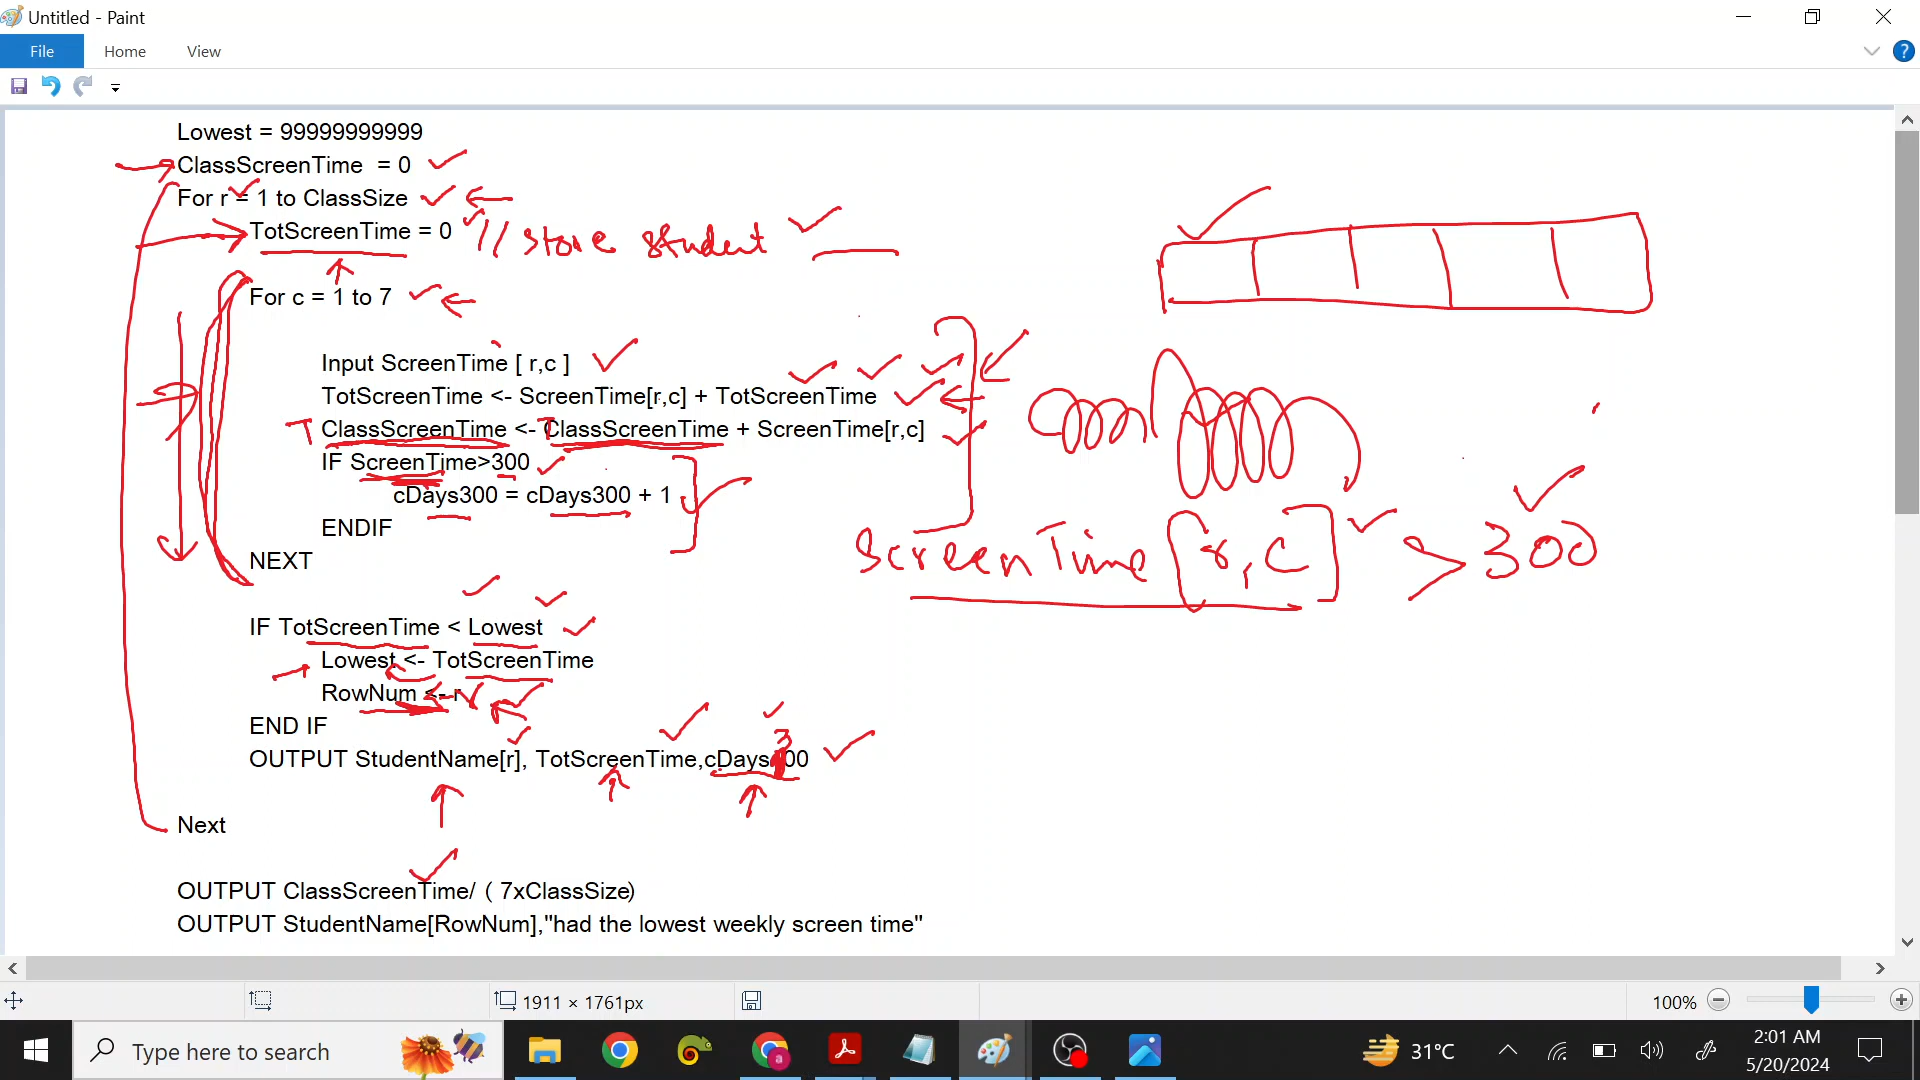 Untitled - Paint
File Home View
Lowest = 99999999999
ClassScreenTime = 0
For r = 1 to ClassSize
TotScreenTime = 0 // store student
For c = 1 to 7
Input ScreenTime [ r,c ]
TotScreenTime <- ScreenTime[r,c] + TotScreenTime
ClassScreenTime <- ClassScreenTime + ScreenTime[r,c]
IF ScreenTime>300
cDays300 = cDays300 + 1
ENDIF
ScreenTime [r,c] > 300
NEXT
IF TotScreenTime < Lowest
Lowest <- TotScreenTime
RowNum <- r
END IF
OUTPUT StudentName[r], TotScreenTime,cDays300
Next
OUTPUT ClassScreenTime/ ( 7xClassSize)
OUTPUT StudentName[RowNum],"had the lowest weekly screen time"
1911 × 1761px 100%
Type here to search 31°C 2:01 AM
5/20/2024